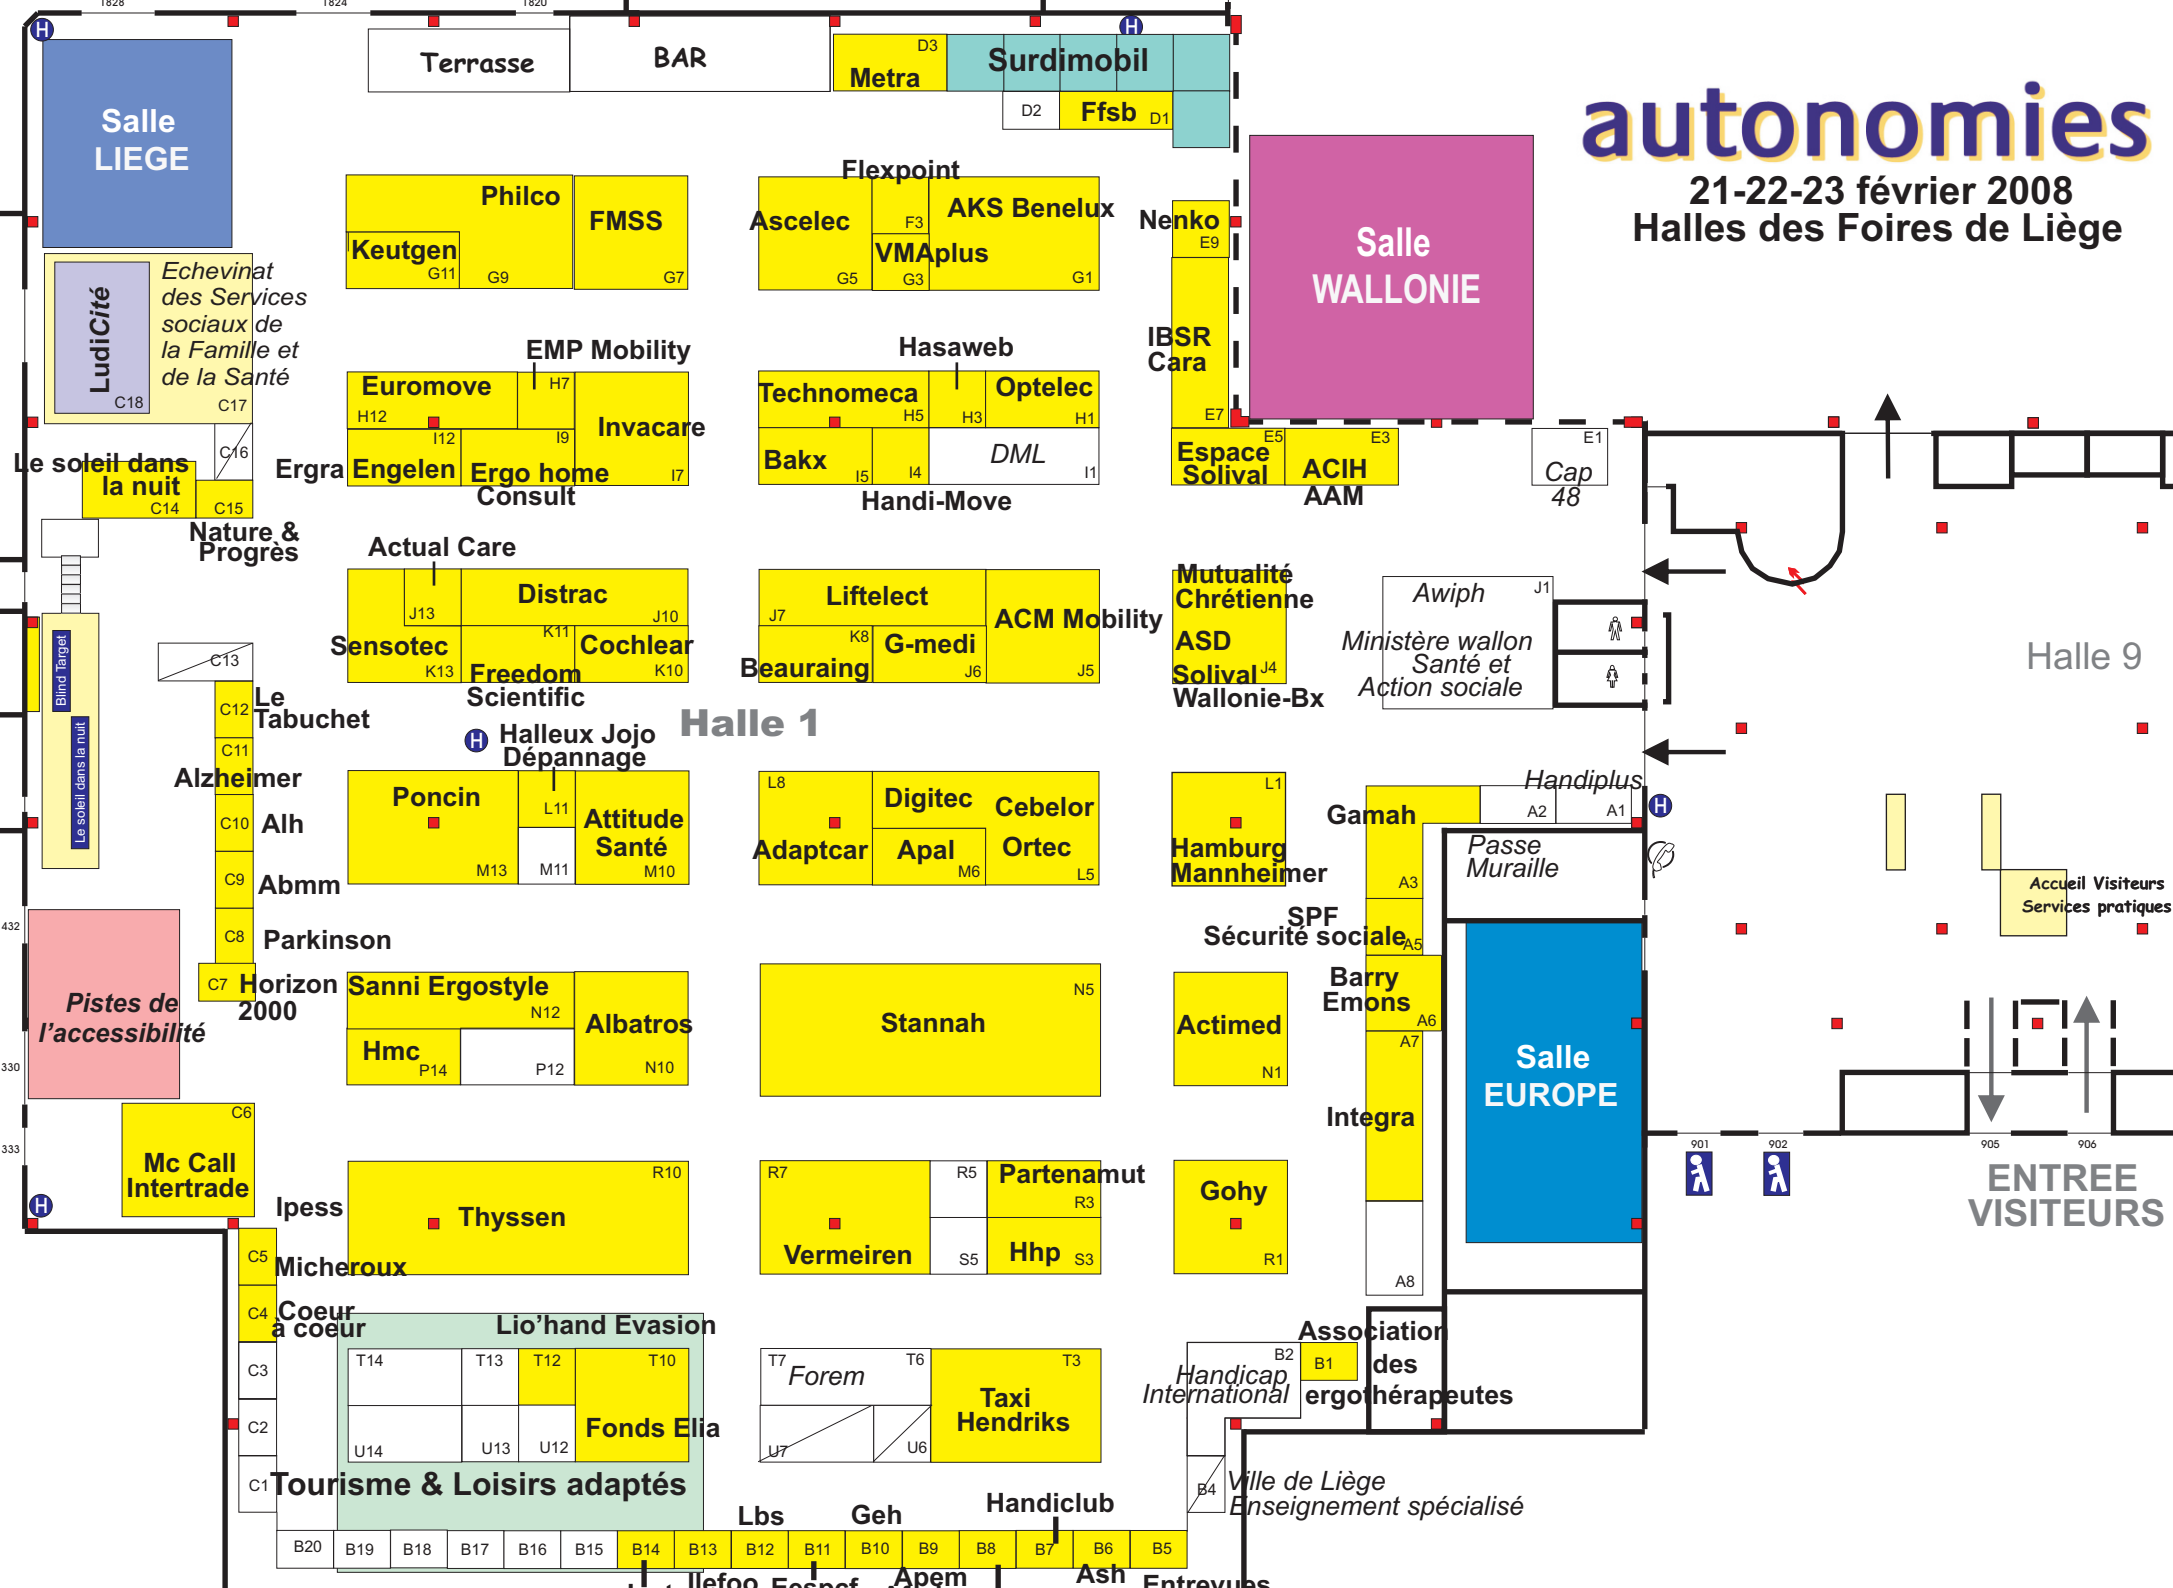 1828
1824
1820
Terrasse
BAR
D3
Metra
Surdimobil
D2
Ffsb
D1
autonomies
21-22-23 février 2008
Halles des Foires de Liège
Salle
LIEGE
Salle
WALLONIE
Philco
Keutgen
G11
G9
FMSS
G7
Flexpoint
Ascelec
G5
F3
VMAplus
G3
AKS Benelux
G1
Nenko
E9
IBSR
Cara
E7
LudiCité
C18
Echevinat
des Services
sociaux de
la Famille et
de la Santé
C17
C16
Le soleil dans
la nuit
C14
C15
Nature &
Progrès
EMP Mobility
Euromove
H12
H7
Invacare
I7
Ergra Engelen
I12
I9
Ergo home
Consult
Hasaweb
Technomeca
H5
H3
Optelec
H1
Bakx
I5
I4
DML
I1
Handi-Move
E5
Espace
Solival
E3
ACIH
AAM
E1
Cap
48
Actual Care
J13
Distrac
J10
Sensotec
K13
K11
Freedom
Scientific
Cochlear
K10
J7
Liftelect
K8
Beauraing
G-medi
J6
ACM Mobility
J5
Mutualité
Chrétienne
ASD
Solival
J4
Wallonie-Bx
Awiph
J1
Ministère wallon
Santé et
Action sociale
Halle 9
Blind Target
Le soleil dans la nuit
C13
C12
Le
Tabuchet
C11
Alzheimer
C10
Alh
C9
Abmm
C8
Parkinson
C7
Horizon
2000
H
H
H
H
H
Halle 1
Halleux Jojo
Dépannage
Poncin
M13
L11
M11
Attitude
Santé
M10
L8
Adaptcar
Digitec
Apal
M6
Cebelor
Ortec
L5
L1
Hamburg
Mannheimer
Handiplus
Gamah
A2
A1
A3
Passe
Muraille
SPF
Sécurité sociale
A5
Barry
Emons
A6
A7
Integra
A8
Salle
EUROPE
Accueil Visiteurs
Services pratiques
432
330
333
Pistes de
l'accessibilité
Sanni Ergostyle
N12
Hmc
P14
P12
Albatros
N10
Stannah
N5
Actimed
N1
C6
Mc Call
Intertrade
Ipess
C5
Micheroux
C4
Coeur
à coeur
C3
C2
C1
R10
Thyssen
R7
Vermeiren
R5
S5
Partenamut
R3
Hhp
S3
Gohy
R1
901
902
905
906
ENTREE
VISITEURS
Lio'hand Evasion
T14
T13
T12
T10
U14
U13
U12
Fonds Elia
Tourisme & Loisirs adaptés
T7
T6
Forem
U7
U6
T3
Taxi
Hendriks
B2
Handicap
International
B1
Association
des
ergothérapeutes
B4
Ville de Liège
Enseignement spécialisé
Lbs
Geh
Handiclub
B20
B19
B18
B17
B16
B15
B14
B13
B12
B11
B10
B9
B8
B7
B6
B5
Apem
Ash
Entrevues